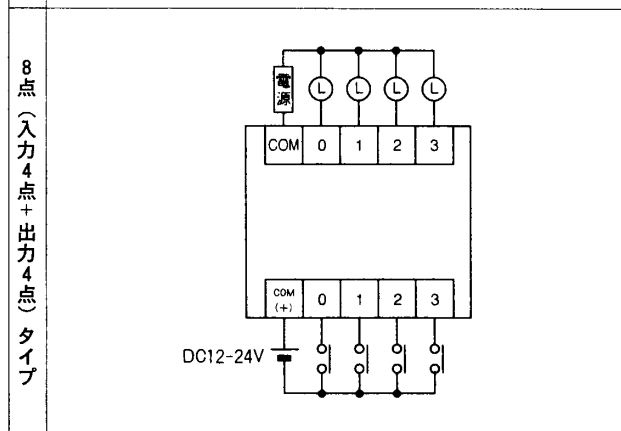 8点（入力4点＋出力4点）タイプ
電源
L L L L
COM 0 1 2 3
COM(+) 0 1 2 3
DC12-24V